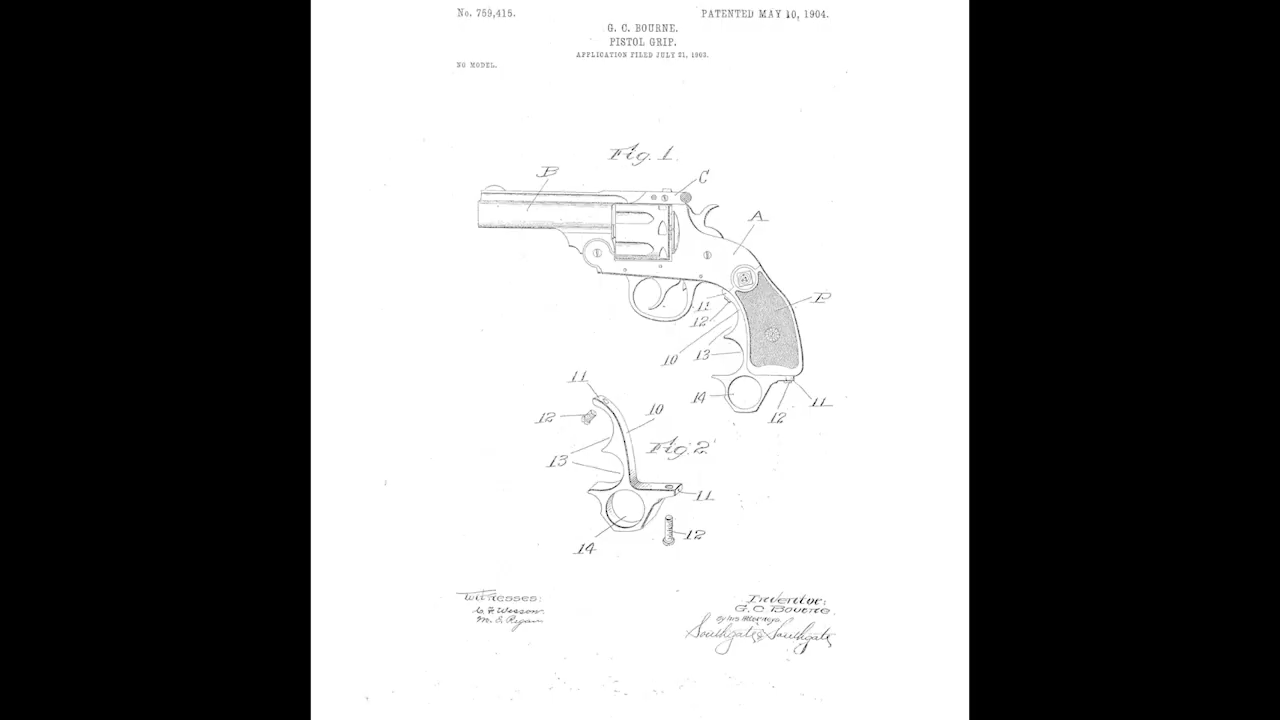 No. 759,415. PATENTED MAY 10, 1904.
G. C. BOURNE.
PISTOL GRIP.
APPLICATION FILED JULY 21, 1903.
NO MODEL.
Fig. 1.
B
C
A
P
11
12
10
13
14
11
12
11
12
10
13
Fig. 2
11
12
14
Witnesses:
M. E. Regan.
Inventor:
G. C. Bourne.
By his Attorneys
Southgate & Southgate